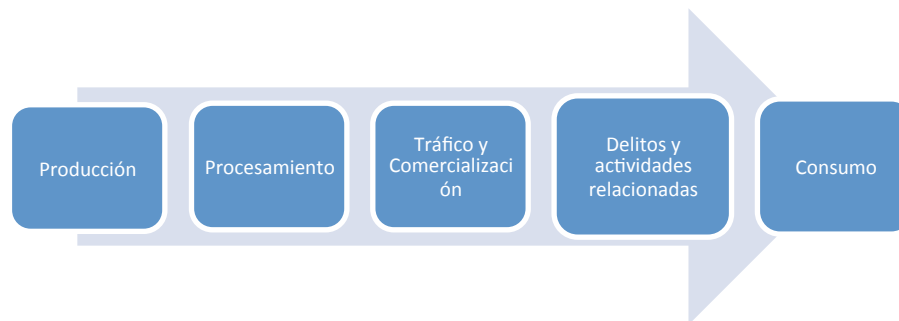 Producción
Procesamiento
Tráfico y
Comercializaci
ón
Delitos y
actividades
relacionadas
Consumo